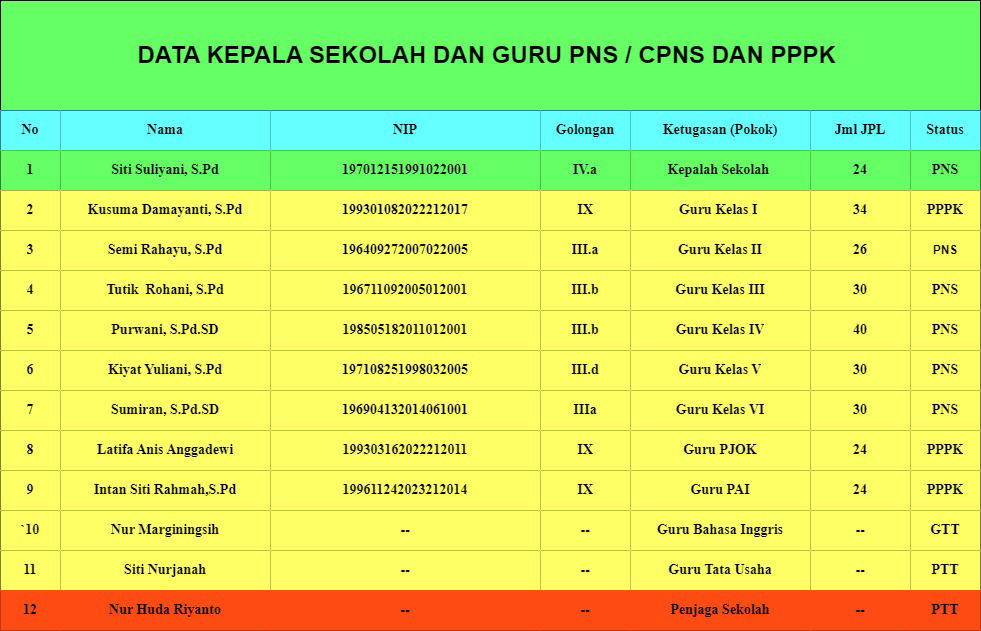 DATA KEPALA SEKOLAH DAN GURU PNS / CPNS DAN PPPK
No Nama NIP Golongan Ketugasan (Pokok) Jml JPL Status
1 Siti Suliyani, S.Pd 197012151991022001 IV.a Kepalah Sekolah 24 PNS
2 Kusuma Damayanti, S.Pd 199301082022212017 IX Guru Kelas I 34 PPPK
3 Semi Rahayu, S.Pd 196409272007022005 III.a Guru Kelas II 26 PNS
4 Tutik  Rohani, S.Pd 196711092005012001 III.b Guru Kelas III 30 PNS
5 Purwani, S.Pd.SD 198505182011012001 III.b Guru Kelas IV 40 PNS
6 Kiyat Yuliani, S.Pd 197108251998032005 III.d Guru Kelas V 30 PNS
7 Sumiran, S.Pd.SD 196904132014061001 IIIa Guru Kelas VI 30 PNS
8 Latifa Anis Anggadewi 199303162022212011 IX Guru PJOK 24 PPPK
9 Intan Siti Rahmah,S.Pd 199611242023212014 IX Guru PAI 24 PPPK
`10 Nur Marginingsih -- -- Guru Bahasa Inggris -- GTT
11 Siti Nurjanah -- -- Guru Tata Usaha -- PTT
12 Nur Huda Riyanto -- -- Penjaga Sekolah -- PTT